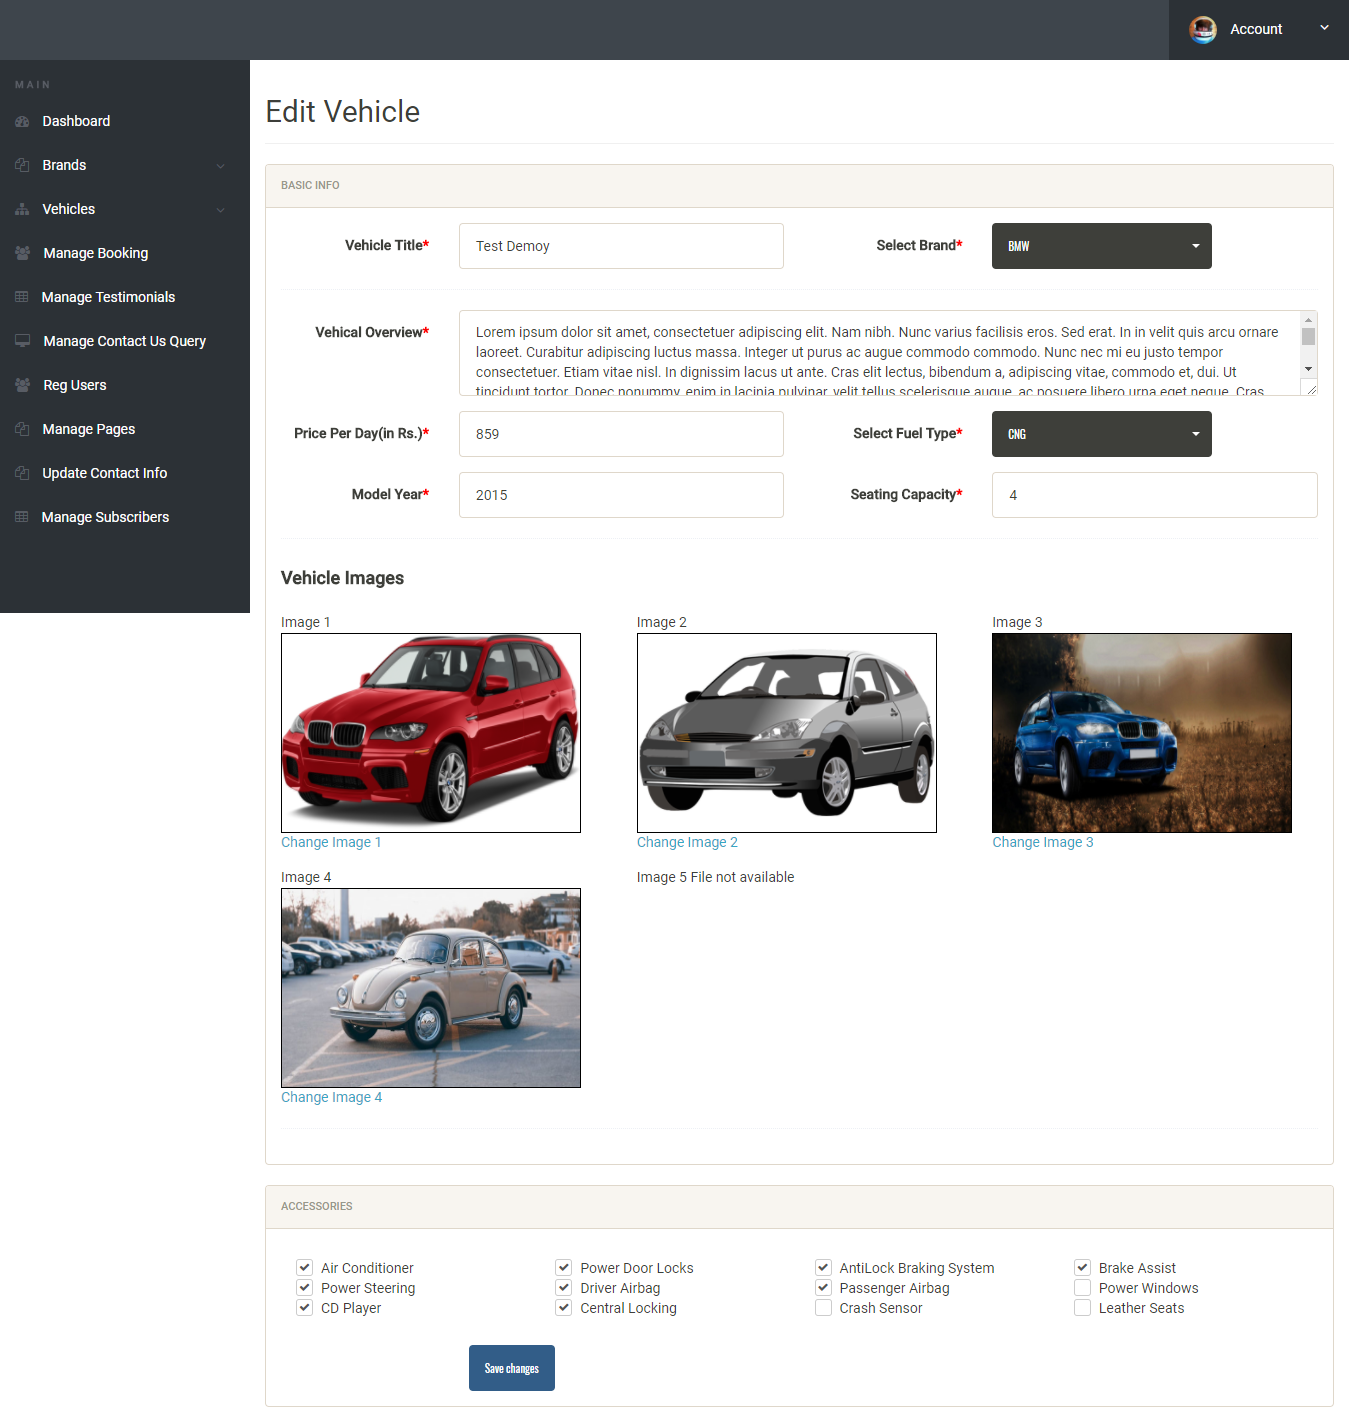 Account
MAIN
Dashboard
Brands
Vehicles
Manage Booking
Manage Testimonials
Manage Contact Us Query
Reg Users
Manage Pages
Update Contact Info
Manage Subscribers
Edit Vehicle
BASIC INFO
Vehicle Title* Test Demoy Select Brand* BMW
Vehical Overview*
Lorem ipsum dolor sit amet, consectetuer adipiscing elit. Nam nibh. Nunc varius facilisis eros. Sed erat. In in velit quis arcu ornare
laoreet. Curabitur adipiscing luctus massa. Integer ut purus ac augue commodo commodo. Nunc nec mi eu justo tempor
consectetuer. Etiam vitae nisl. In dignissim lacus ut ante. Cras elit lectus, bibendum a, adipiscing vitae, commodo et, dui. Ut
tincidunt tortor. Donec nonummy, enim in lacinia pulvinar, velit tellus scelerisque augue, ac posuere libero urna eget neque. Cras
Price Per Day(in Rs.)* 859 Select Fuel Type* CNG
Model Year* 2015 Seating Capacity* 4
Vehicle Images
Image 1 Image 2 Image 3
Change Image 1 Change Image 2 Change Image 3
Image 4 Image 5 File not available
Change Image 4
ACCESSORIES
Air Conditioner Power Door Locks AntiLock Braking System Brake Assist
Power Steering Driver Airbag Passenger Airbag Power Windows
CD Player Central Locking Crash Sensor Leather Seats
Save changes